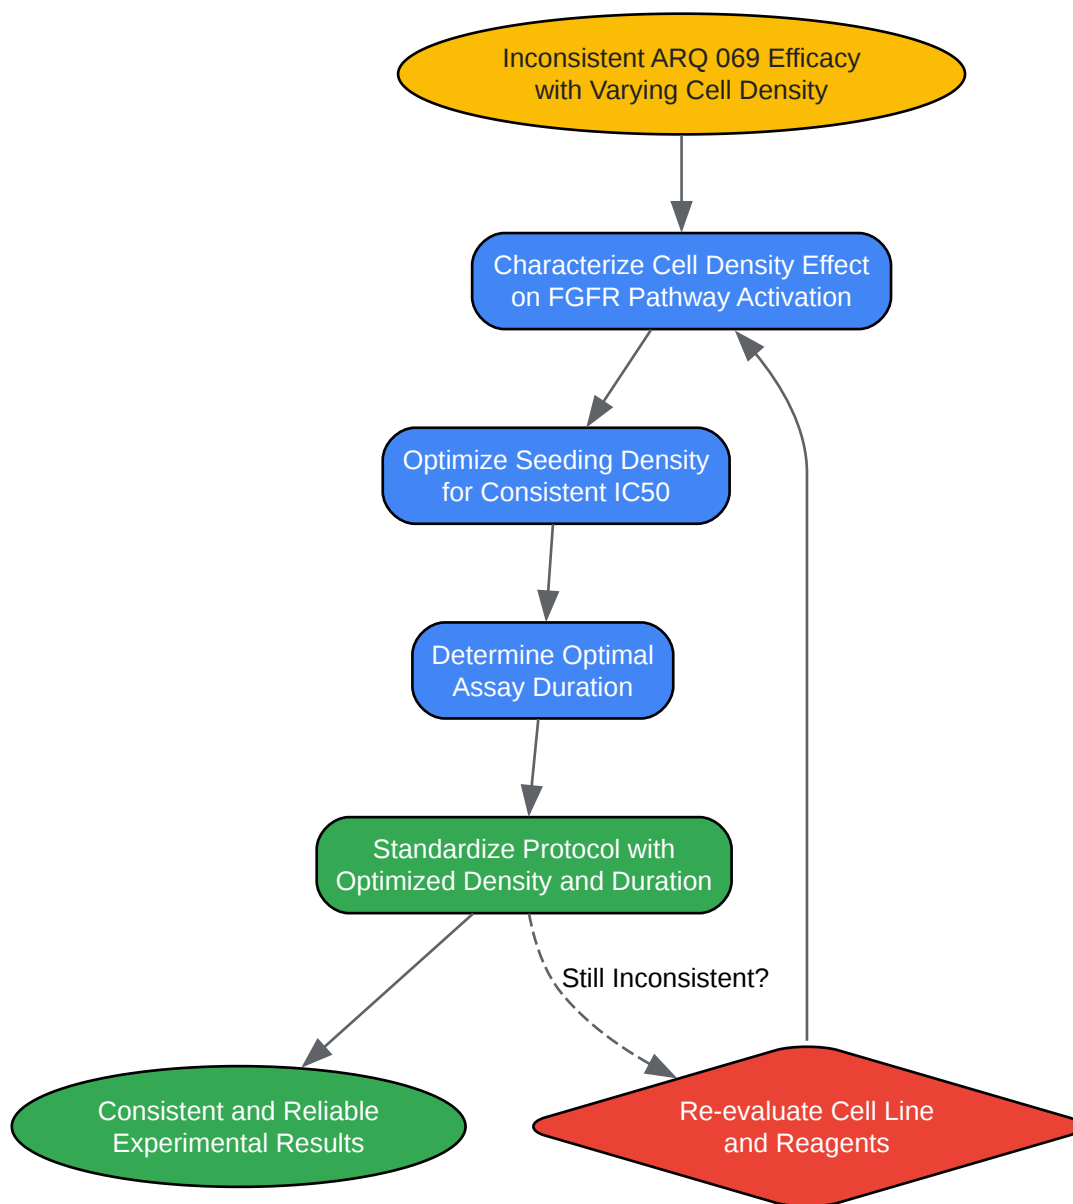 Inconsistent ARQ 069 Efficacy
with Varying Cell Density
Characterize Cell Density Effect
on FGFR Pathway Activation
Optimize Seeding Density
for Consistent IC50
Determine Optimal
Assay Duration
Standardize Protocol with
Optimized Density and Duration
Still Inconsistent?
Consistent and Reliable
Experimental Results
Re-evaluate Cell Line
and Reagents